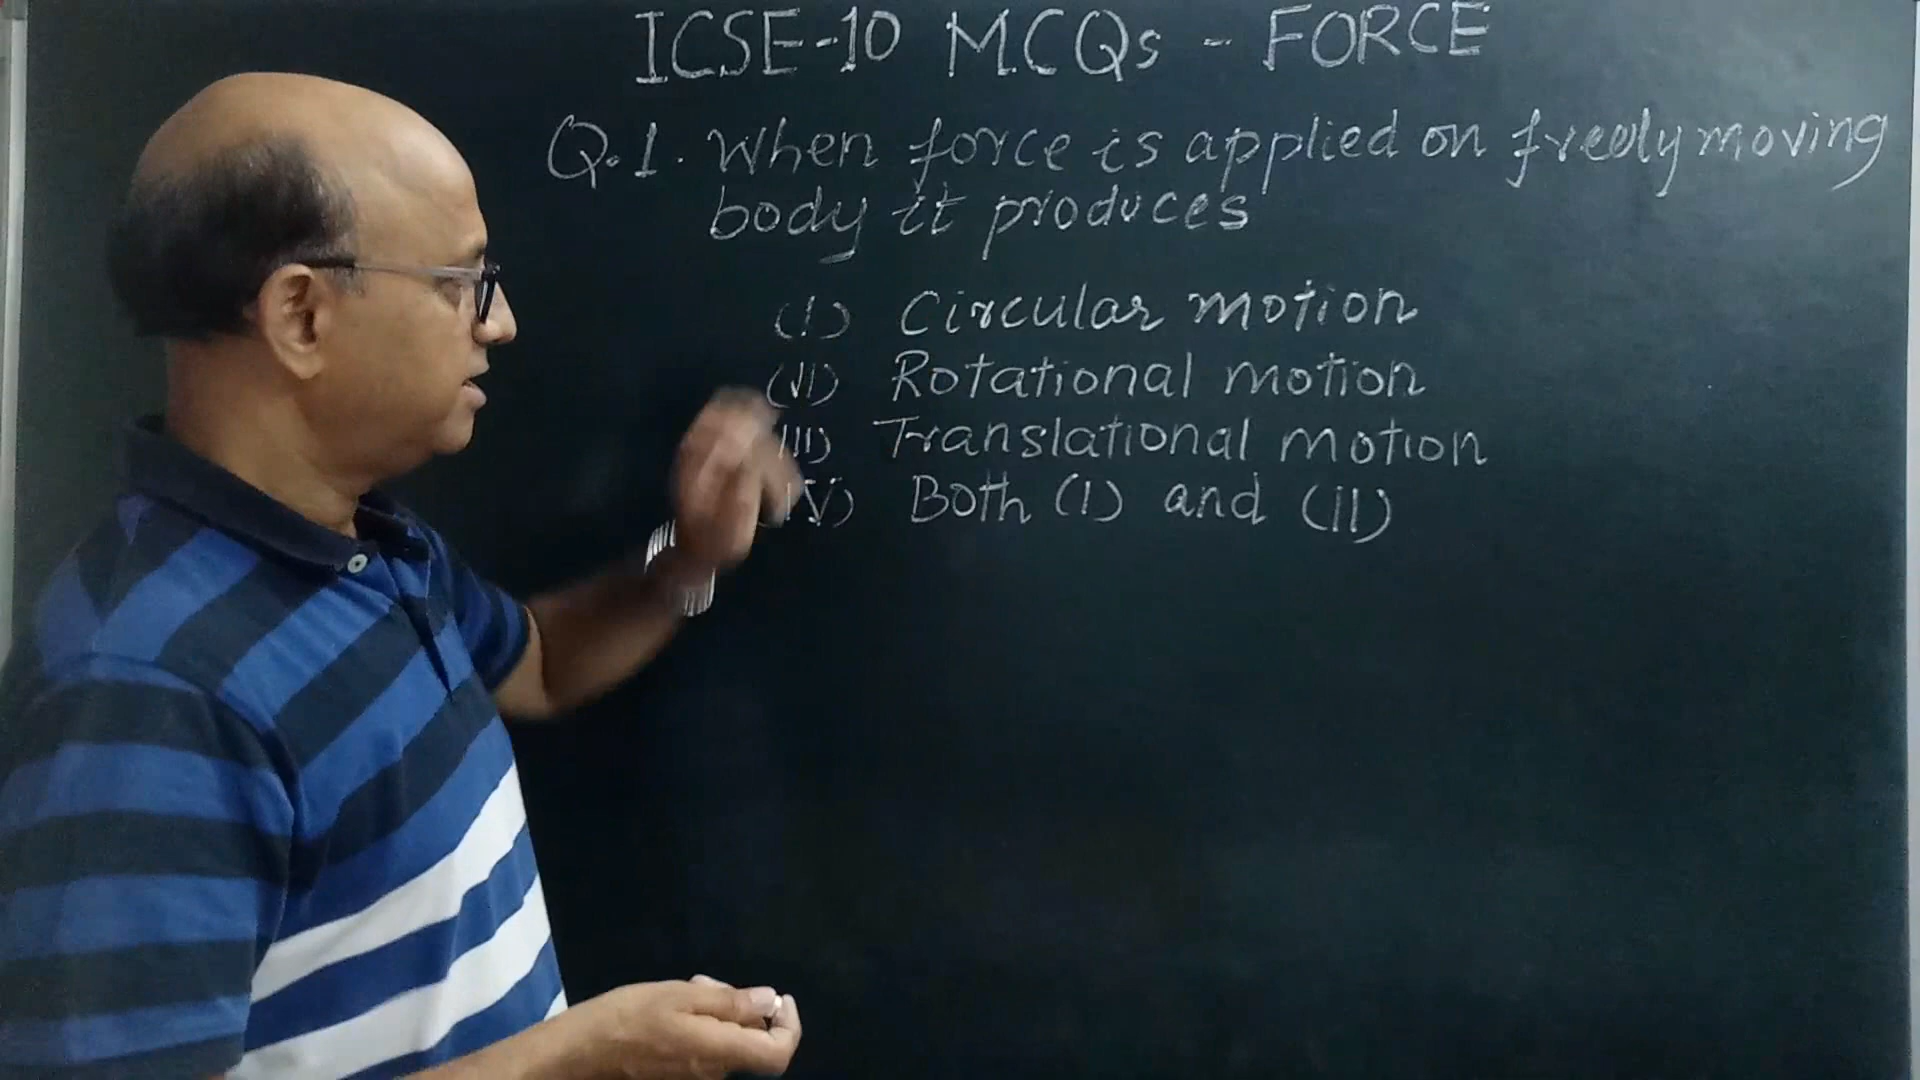 ICSE-10 MCQs - FORCE
Q.1. When force is applied on freely moving
body it produces
(I) Circular motion
(II) Rotational motion
III) Translational motion
IV) Both (I) and (II)